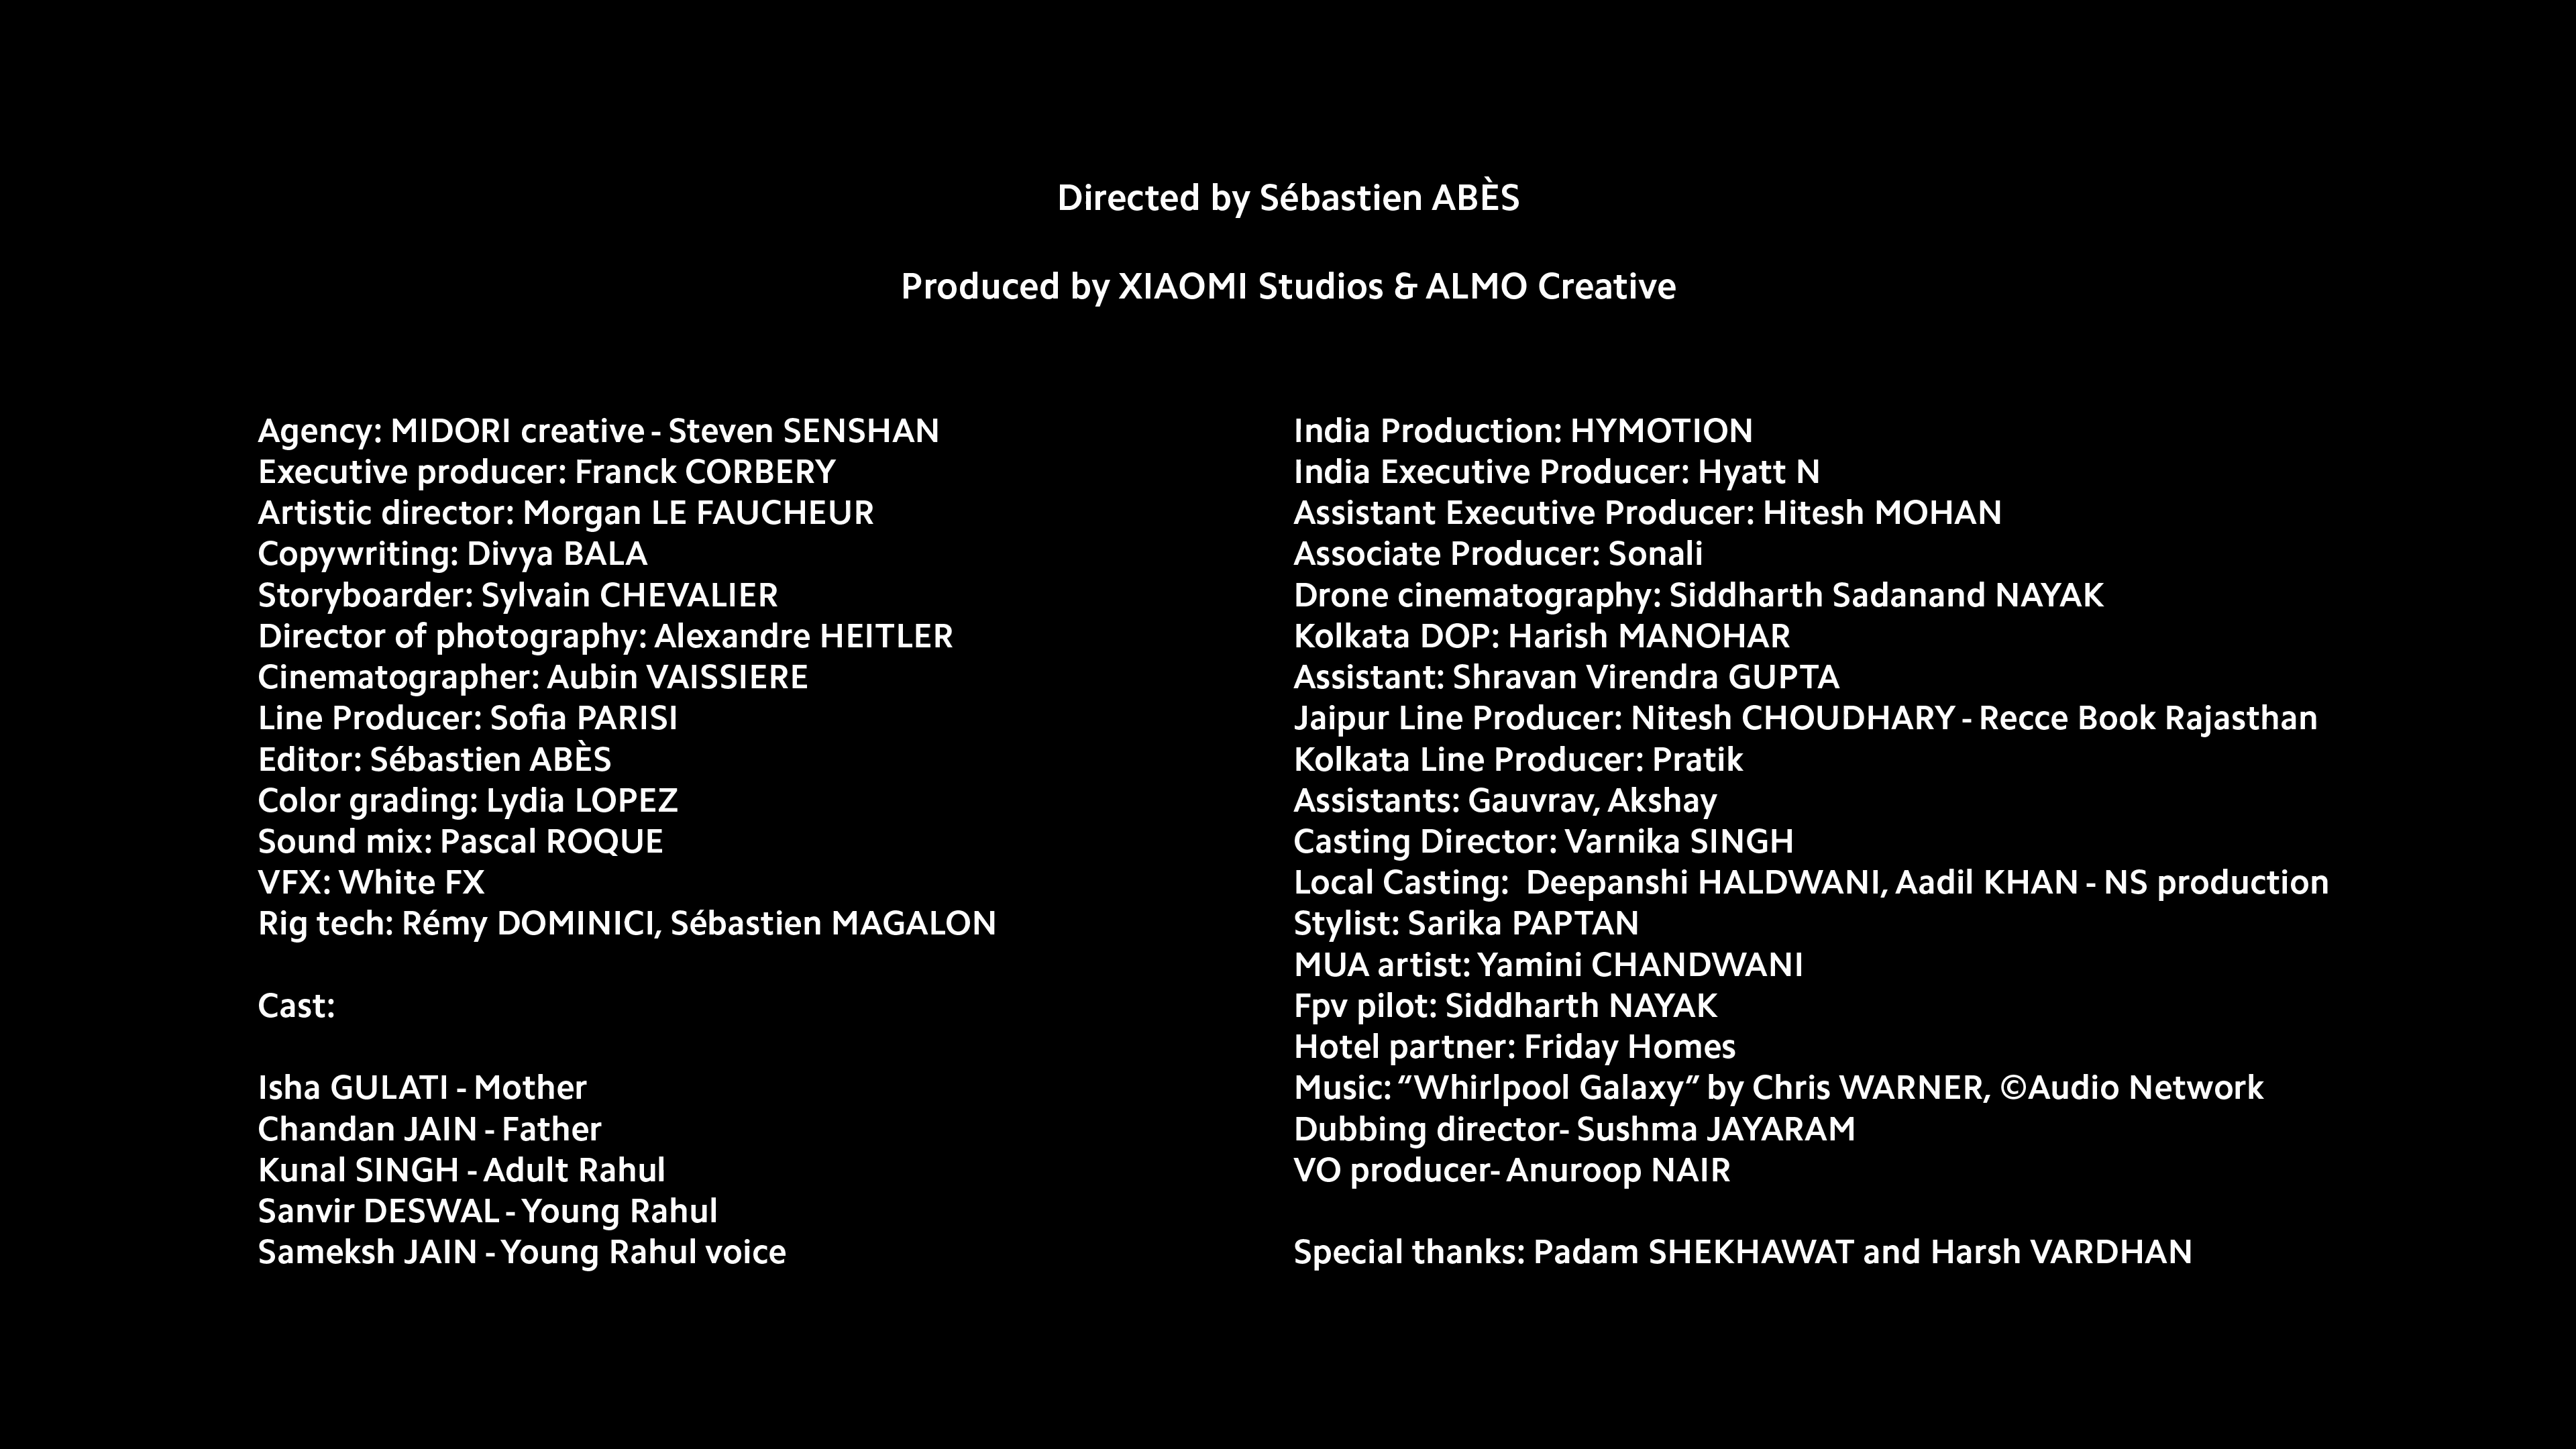 Directed by Sébastien ABÈS
Produced by XIAOMI Studios & ALMO Creative
Agency: MIDORI creative - Steven SENSHAN
Executive producer: Franck CORBERY
Artistic director: Morgan LE FAUCHEUR
Copywriting: Divya BALA
Storyboarder: Sylvain CHEVALIER
Director of photography: Alexandre HEITLER
Cinematographer: Aubin VAISSIERE
Line Producer: Sofia PARISI
Editor: Sébastien ABÈS
Color grading: Lydia LOPEZ
Sound mix: Pascal ROQUE
VFX: White FX
Rig tech: Rémy DOMINICI, Sébastien MAGALON
Cast:
Isha GULATI - Mother
Chandan JAIN - Father
Kunal SINGH - Adult Rahul
Sanvir DESWAL - Young Rahul
Sameksh JAIN - Young Rahul voice
India Production: HYMOTION
India Executive Producer: Hyatt N
Assistant Executive Producer: Hitesh MOHAN
Associate Producer: Sonali
Drone cinematography: Siddharth Sadanand NAYAK
Kolkata DOP: Harish MANOHAR
Assistant: Shravan Virendra GUPTA
Jaipur Line Producer: Nitesh CHOUDHARY - Recce Book Rajasthan
Kolkata Line Producer: Pratik
Assistants: Gauvrav, Akshay
Casting Director: Varnika SINGH
Local Casting:  Deepanshi HALDWANI, Aadil KHAN - NS production
Stylist: Sarika PAPTAN
MUA artist: Yamini CHANDWANI
Fpv pilot: Siddharth NAYAK
Hotel partner: Friday Homes
Music: “Whirlpool Galaxy” by Chris WARNER, ©Audio Network
Dubbing director- Sushma JAYARAM
VO producer- Anuroop NAIR
Special thanks: Padam SHEKHAWAT and Harsh VARDHAN